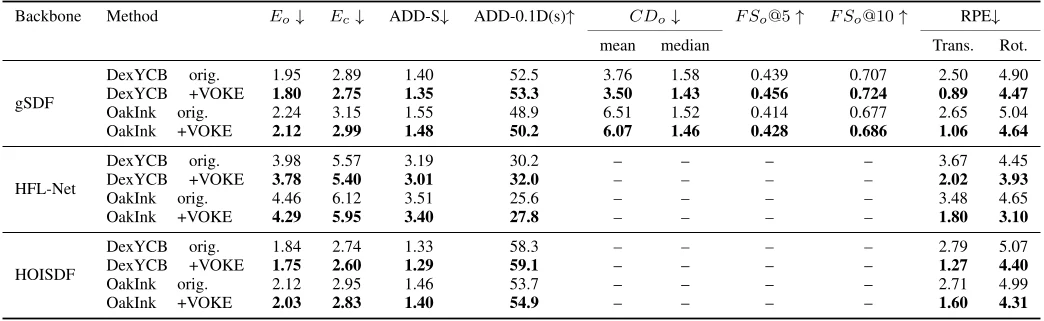 Backbone Method E_o ↓ E_c ↓ ADD-S↓ ADD-0.1D(s)↑ CD_o ↓ FS_o@5 ↑ FS_o@10 ↑ RPE↓
mean median Trans. Rot.
gSDF
DexYCB orig. 1.95 2.89 1.40 52.5 3.76 1.58 0.439 0.707 2.50 4.90
DexYCB +VOKE 1.80 2.75 1.35 53.3 3.50 1.43 0.456 0.724 0.89 4.47
OakInk orig. 2.24 3.15 1.55 48.9 6.51 1.52 0.414 0.677 2.65 5.04
OakInk +VOKE 2.12 2.99 1.48 50.2 6.07 1.46 0.428 0.686 1.06 4.64
HFL-Net
DexYCB orig. 3.98 5.57 3.19 30.2 – – – – 3.67 4.45
DexYCB +VOKE 3.78 5.40 3.01 32.0 – – – – 2.02 3.93
OakInk orig. 4.46 6.12 3.51 25.6 – – – – 3.48 4.65
OakInk +VOKE 4.29 5.95 3.40 27.8 – – – – 1.80 3.10
HOISDF
DexYCB orig. 1.84 2.74 1.33 58.3 – – – – 2.79 5.07
DexYCB +VOKE 1.75 2.60 1.29 59.1 – – – – 1.27 4.40
OakInk orig. 2.12 2.95 1.46 53.7 – – – – 2.71 4.99
OakInk +VOKE 2.03 2.83 1.40 54.9 – – – – 1.60 4.31